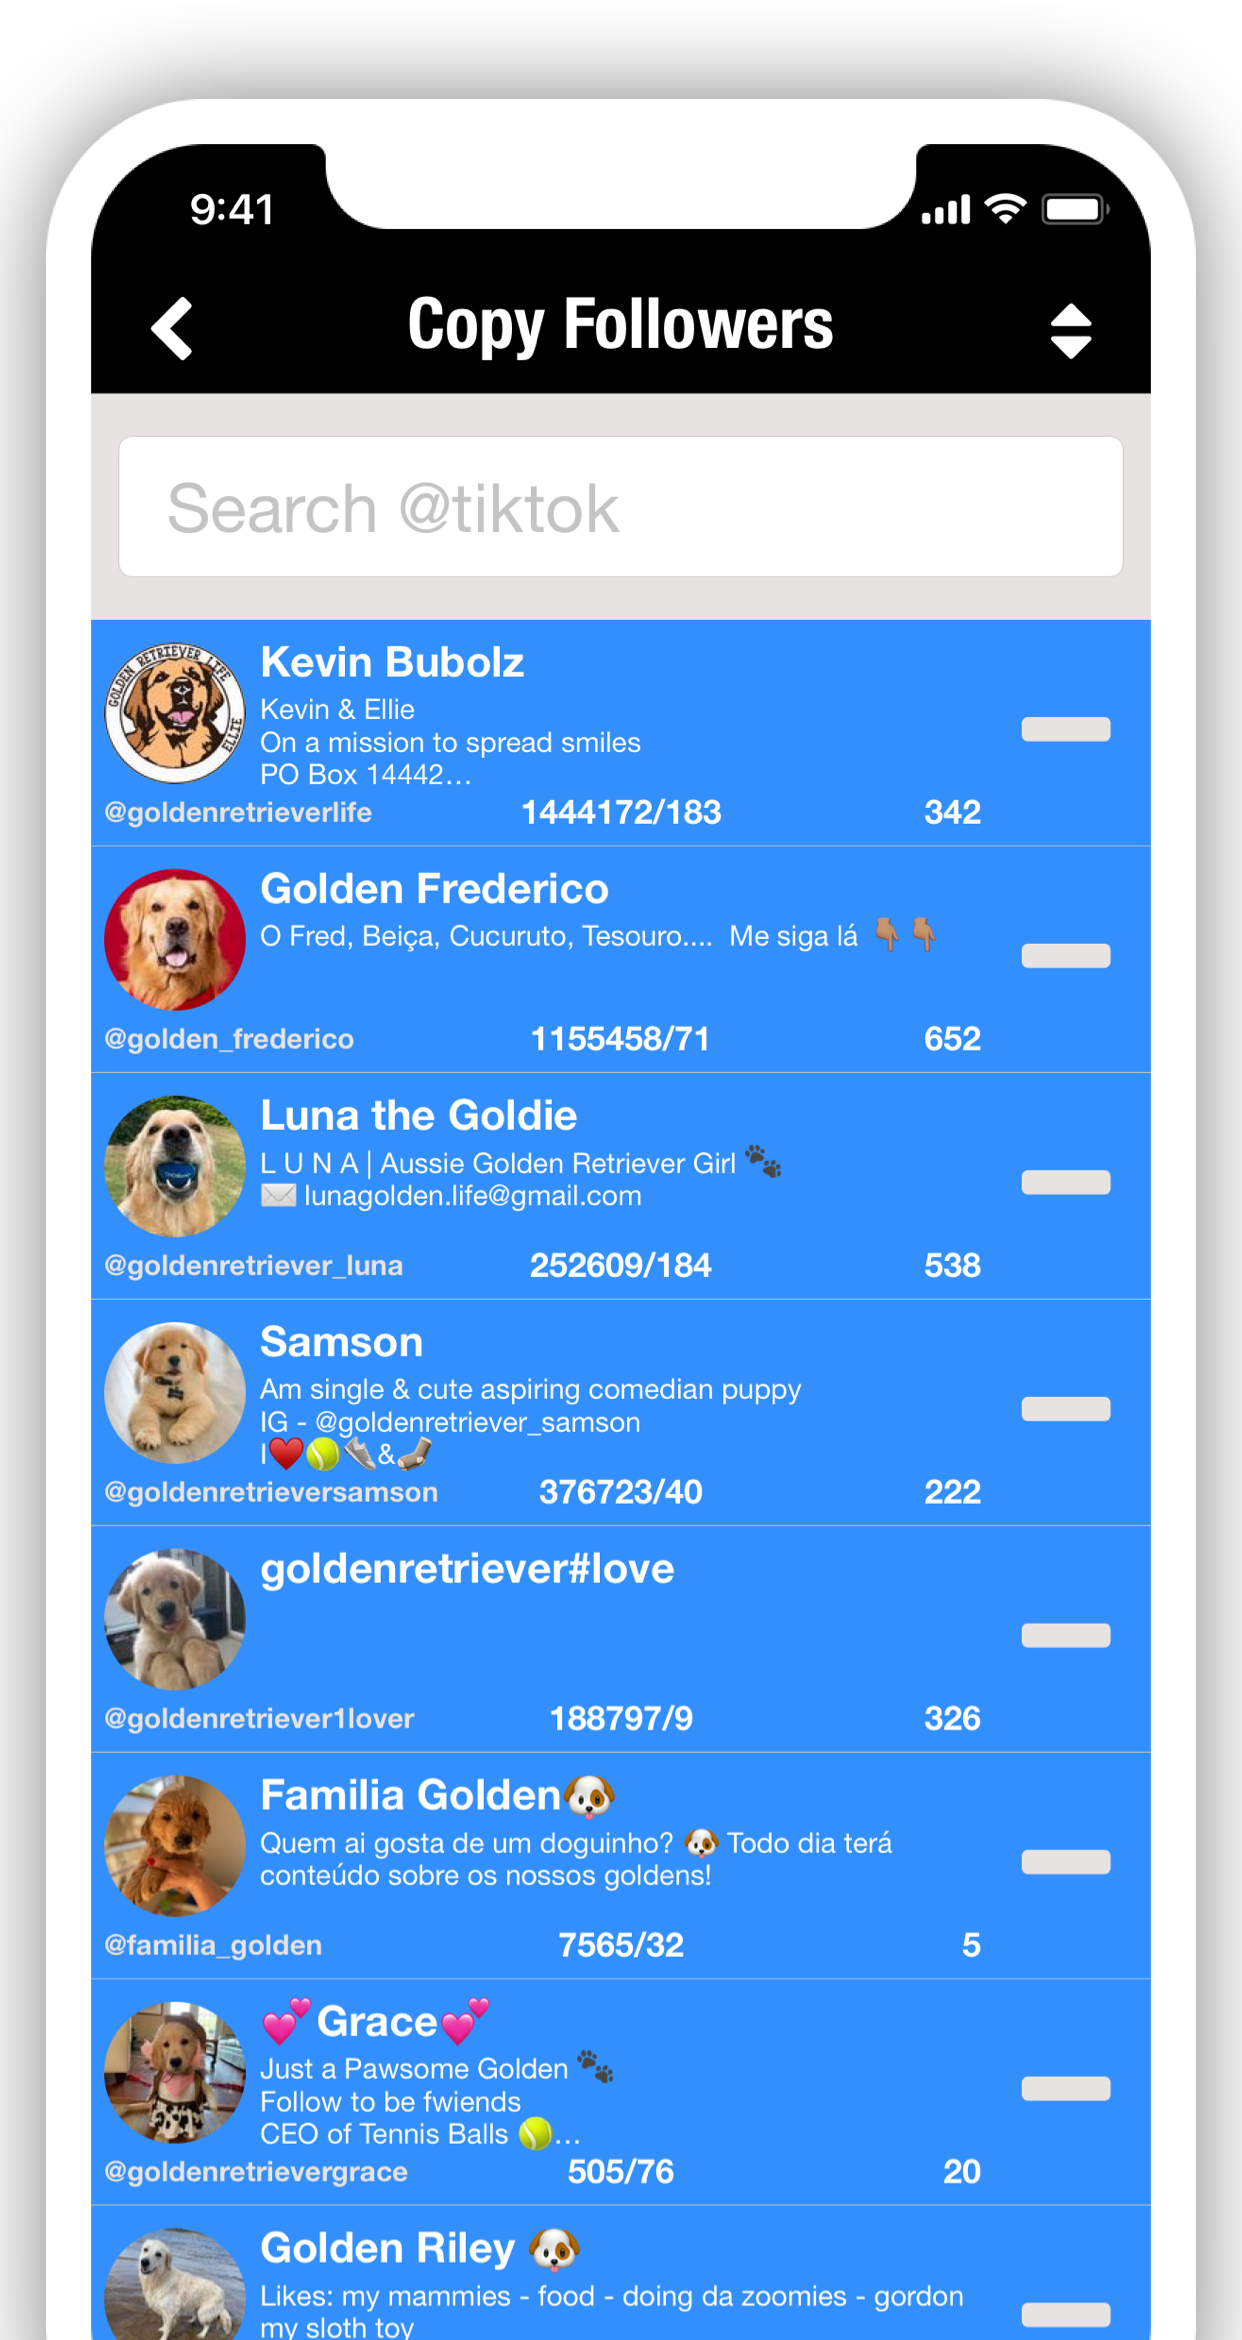 9:41
Copy Followers
Search @tiktok
GOLDEN RETRIEVER LIFE
ELLIE
Kevin Bubolz
Kevin & Ellie
On a mission to spread smiles
PO Box 14442...
@goldenretrieverlife 1444172/183 342
Golden Frederico
O Fred, Beiça, Cucuruto, Tesouro.... Me siga lá 👇🏽👇🏽
@golden_frederico 1155458/71 652
Luna the Goldie
L U N A | Aussie Golden Retriever Girl 🐾
✉️ lunagolden.life@gmail.com
@goldenretriever_luna 252609/184 538
Samson
Am single & cute aspiring comedian puppy
IG - @goldenretriever_samson
I❤️🎾👟&🧦
@goldenretrieversamson 376723/40 222
goldenretriever#love
@goldenretriever1lover 188797/9 326
Familia Golden🐶
Quem ai gosta de um doguinho? 🐶 Todo dia terá
conteúdo sobre os nossos goldens!
@familia_golden 7565/32 5
💕Grace💕
Just a Pawsome Golden 🐾
Follow to be fwiends
CEO of Tennis Balls 🎾...
@goldenretrievergrace 505/76 20
Golden Riley 🐶
Likes: my mammies - food - doing da zoomies - gordon
my sloth toy